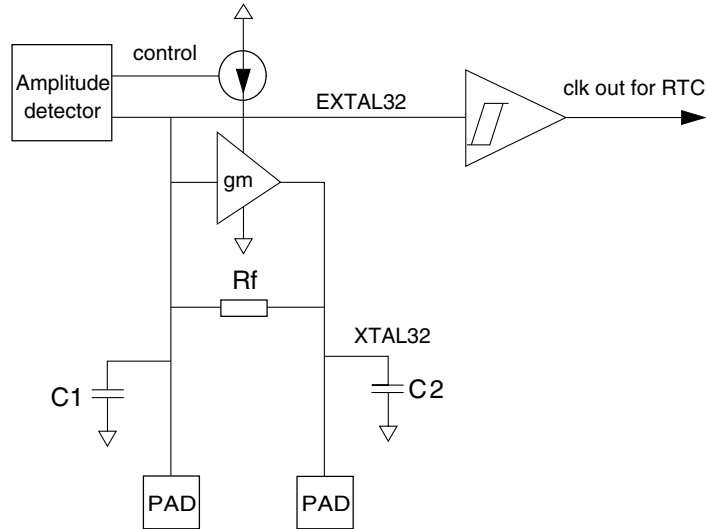 control
Amplitude
detector
EXTAL32
clk out for RTC
gm
Rf
XTAL32
C1
C2
PAD
PAD